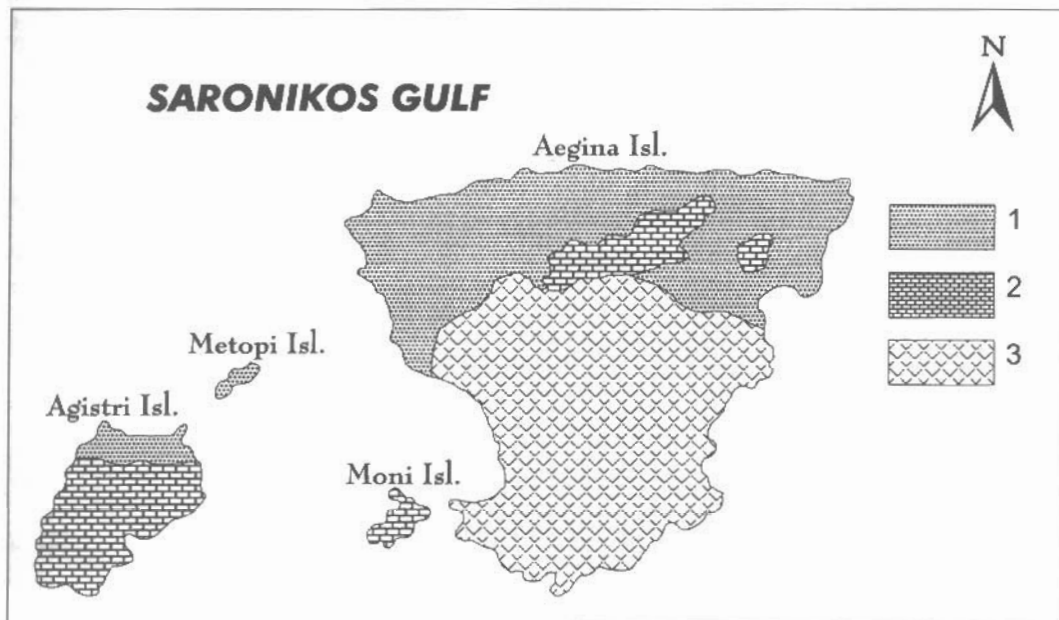 SARONIKOS GULF
N
Aegina Isl.
1
2
Metopi Isl.
3
Agistri Isl.
Moni Isl.